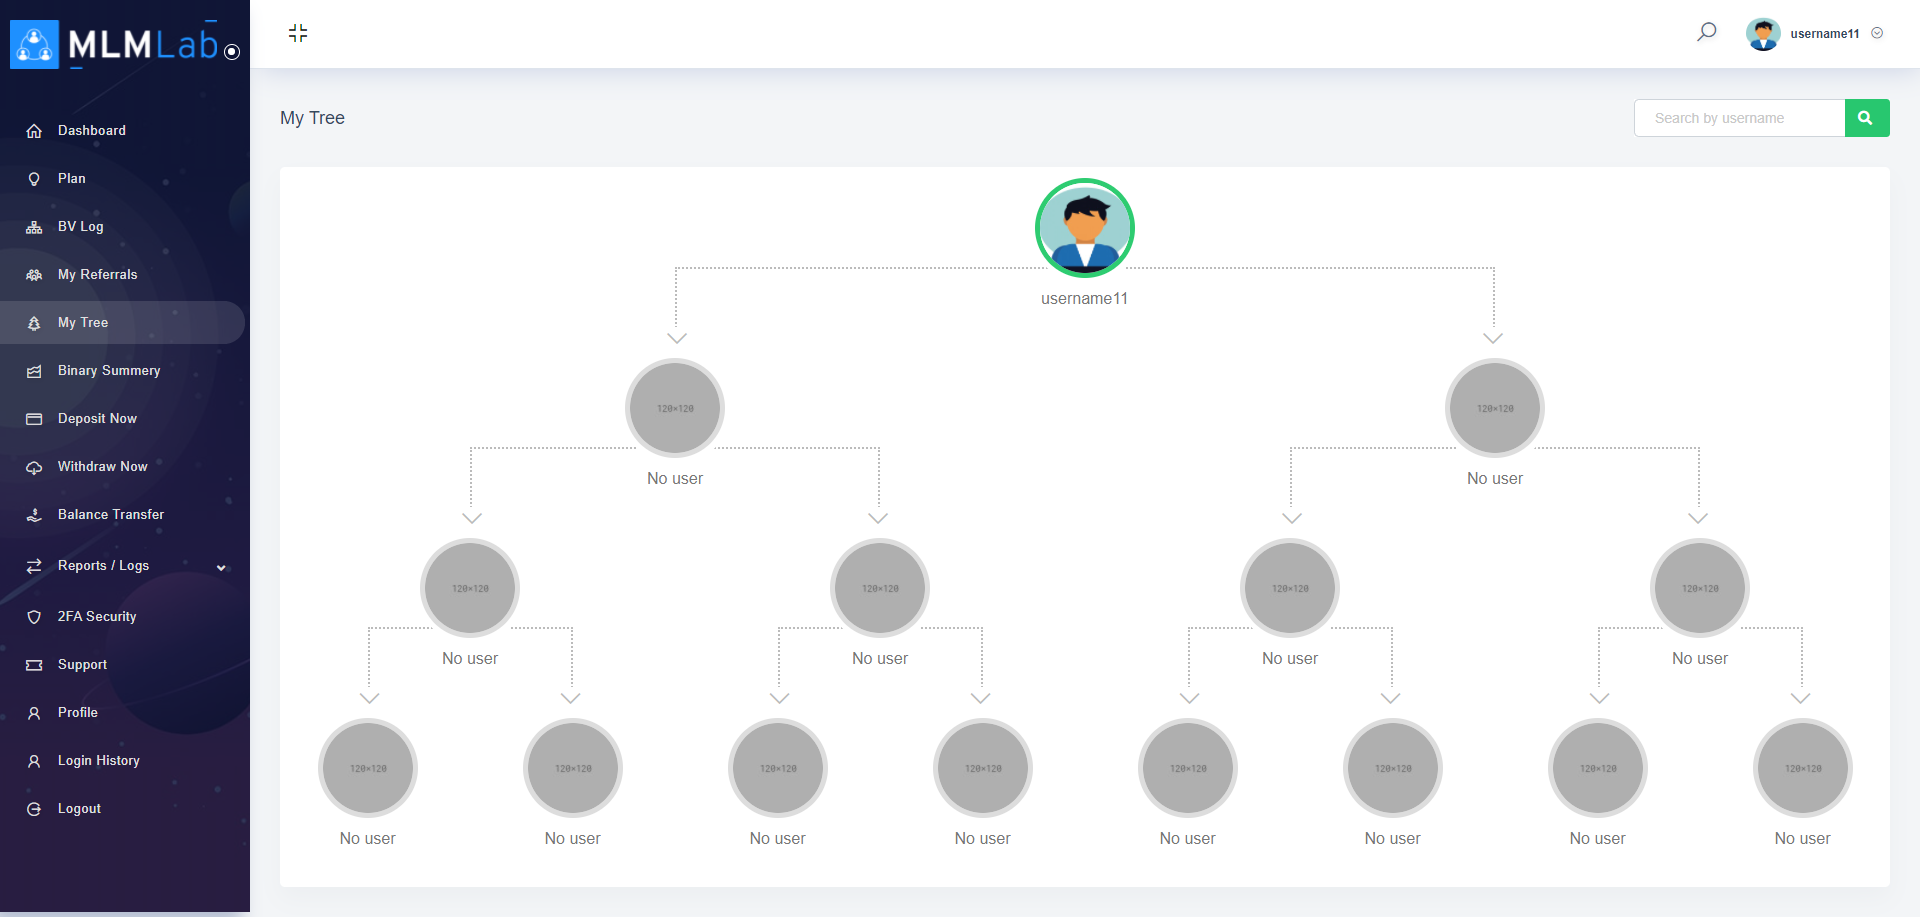 MLMLab
username11
Dashboard
Plan
BV Log
My Referrals
My Tree
Binary Summery
Deposit Now
Withdraw Now
Balance Transfer
Reports / Logs
2FA Security
Support
Profile
Login History
Logout
My Tree
Search by username
username11
120×120 120×120
No user No user
120×120 120×120 120×120 120×120
No user No user No user No user
120×120 120×120 120×120 120×120 120×120 120×120 120×120 120×120
No user No user No user No user No user No user No user No user